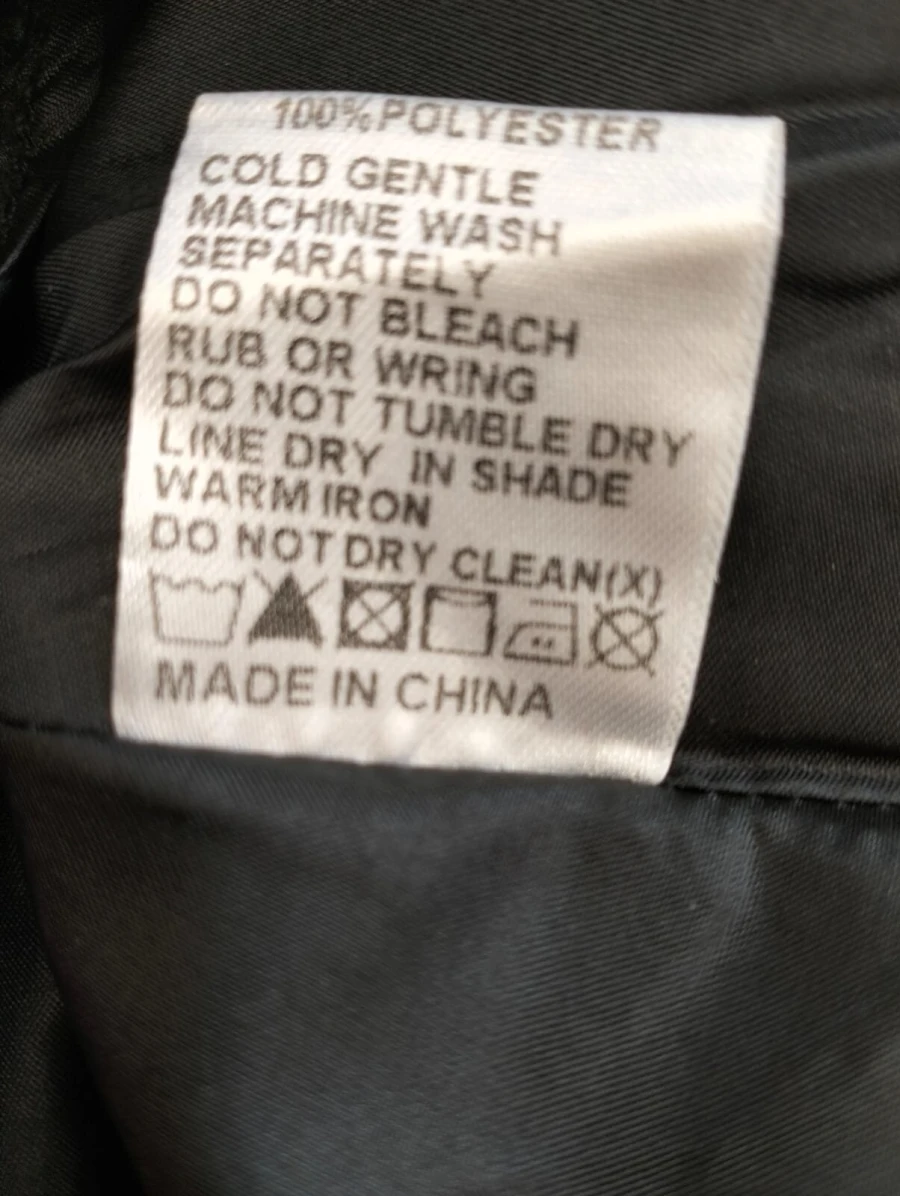 100%POLYESTER
COLD GENTLE
MACHINE WASH
SEPARATELY
DO NOT BLEACH
RUB OR WRING
DO NOT TUMBLE DRY
LINE DRY IN SHADE
WARM IRON
DO NOT DRY CLEAN(X)
MADE IN CHINA